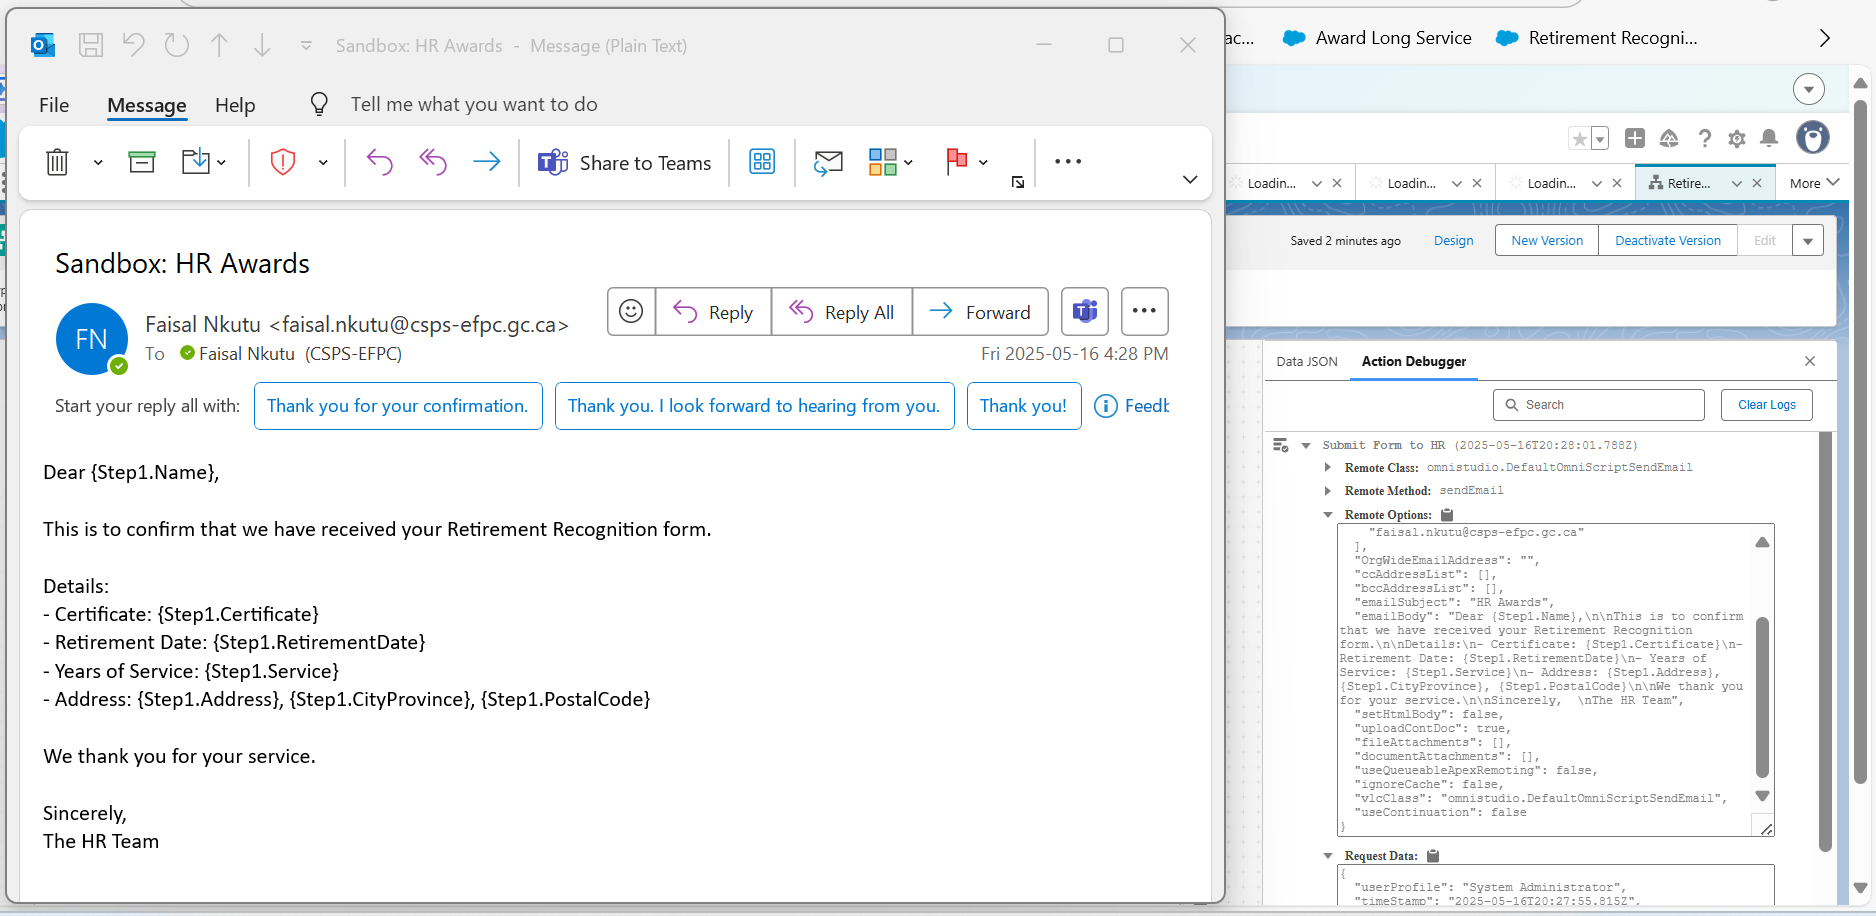 Sandbox: HR Awards - Message (Plain Text)
File Message Help Tell me what you want to do
Share to Teams
Sandbox: HR Awards
FN
Faisal Nkutu <faisal.nkutu@csps-efpc.gc.ca>
To Faisal Nkutu (CSPS-EFPC)
Reply Reply All Forward
Fri 2025-05-16 4:28 PM
Start your reply all with: Thank you for your confirmation. Thank you. I look forward to hearing from you. Thank you! Feedb
Dear {Step1.Name},
This is to confirm that we have received your Retirement Recognition form.
Details:
- Certificate: {Step1.Certificate}
- Retirement Date: {Step1.RetirementDate}
- Years of Service: {Step1.Service}
- Address: {Step1.Address}, {Step1.CityProvince}, {Step1.PostalCode}
We thank you for your service.
Sincerely,
The HR Team
ac... Award Long Service Retirement Recogni...
Loadin... Loadin... Loadin... Retire... More
Saved 2 minutes ago Design New Version Deactivate Version Edit
Data JSON Action Debugger
Search Clear Logs
Submit Form to HR (2025-05-16T20:28:01.788Z)
Remote Class: omnistudio.DefaultOmniScriptSendEmail
Remote Method: sendEmail
Remote Options:
"faisal.nkutu@csps-efpc.gc.ca"
],
"OrgWideEmailAddress": "",
"ccAddressList": [],
"bccAddressList": [],
"emailSubject": "HR Awards",
"emailBody": "Dear {Step1.Name},\n\nThis is to confirm
that we have received your Retirement Recognition
form.\n\nDetails:\n- Certificate: {Step1.Certificate}\n-
Retirement Date: {Step1.RetirementDate}\n- Years of
Service: {Step1.Service}\n- Address: {Step1.Address},
{Step1.CityProvince}, {Step1.PostalCode}\n\nWe thank you
for your service.\n\nSincerely,  \nThe HR Team",
"setHtmlBody": false,
"uploadContDoc": true,
"fileAttachments": [],
"documentAttachments": [],
"useQueueableApexRemoting": false,
"ignoreCache": false,
"vlcClass": "omnistudio.DefaultOmniScriptSendEmail",
"useContinuation": false
}
Request Data:
{
"userProfile": "System Administrator",
"timeStamp": "2025-05-16T20:27:55.815Z",